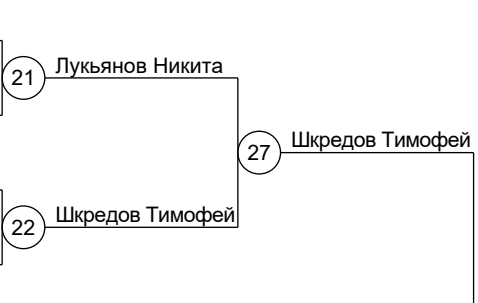 Лукьянов Никита
21
Шкредов Тимофей
27
Шкредов Тимофей
22